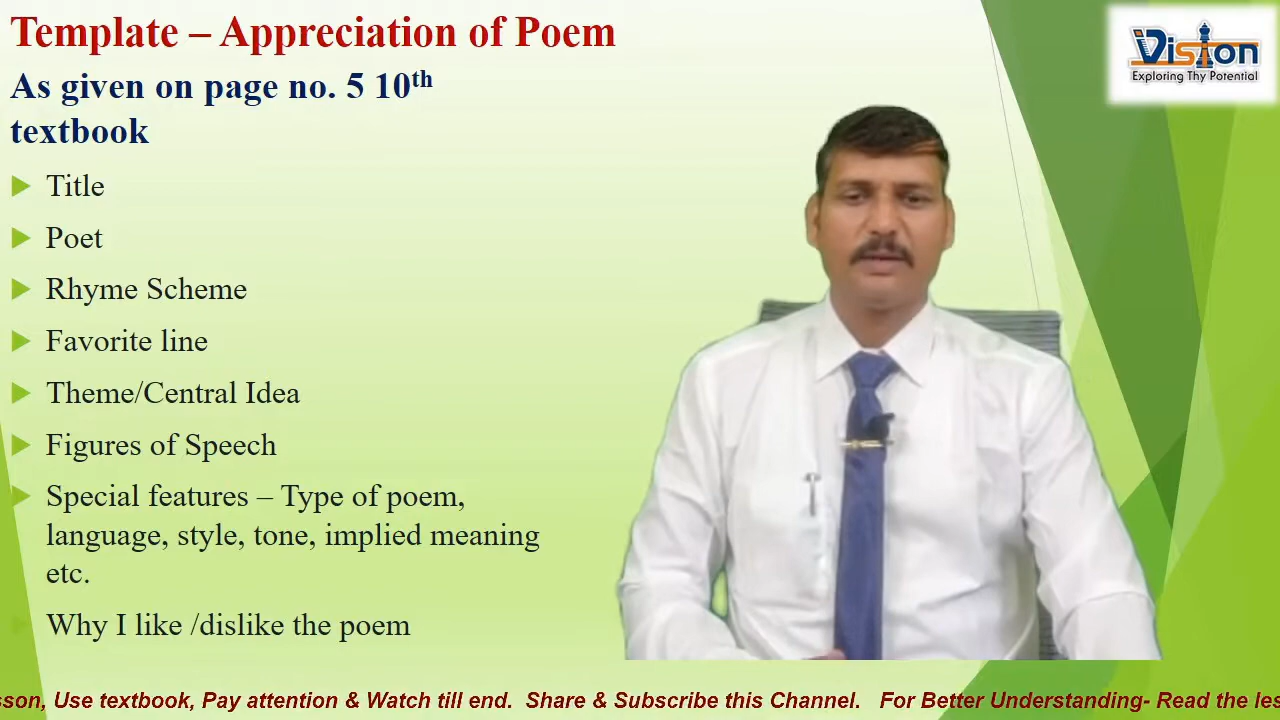 Template – Appreciation of Poem
As given on page no. 5 10th
textbook
Title
Poet
Rhyme Scheme
Favorite line
Theme/Central Idea
Figures of Speech
Special features – Type of poem,
language, style, tone, implied meaning
etc.
Why I like /dislike the poem
Vision
Exploring Thy Potential
sson, Use textbook, Pay attention & Watch till end. Share & Subscribe this Channel. For Better Understanding- Read the les